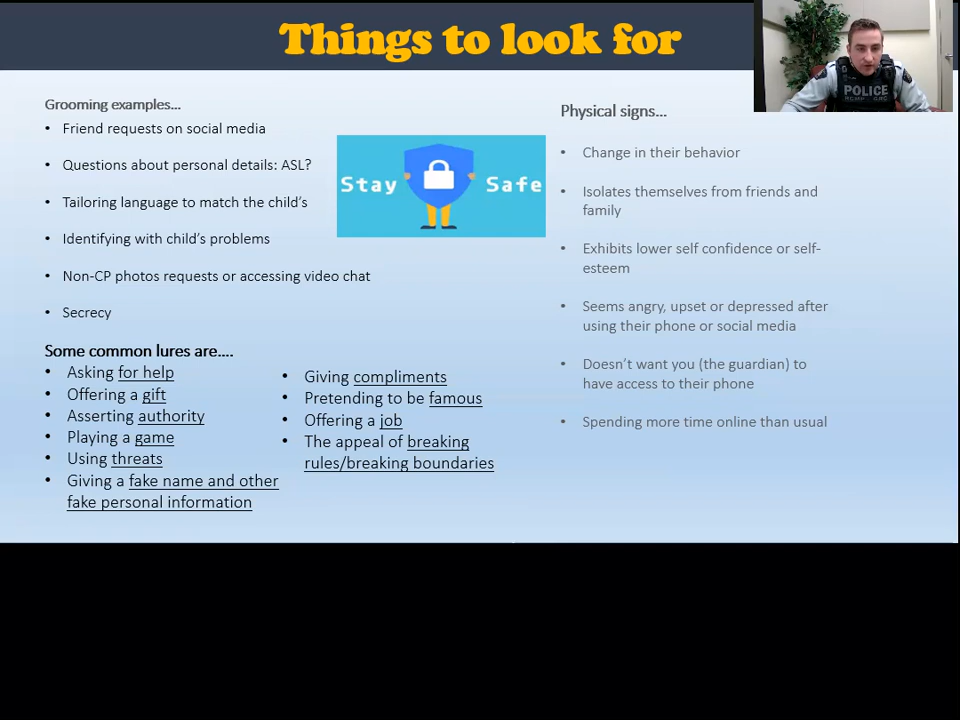 Things to look for
POLICE
Grooming examples...
• Friend requests on social media
• Questions about personal details: ASL?
• Tailoring language to match the child's
• Identifying with child's problems
• Non-CP photos requests or accessing video chat
• Secrecy
Stay Safe
Some common lures are....
• Asking for help
• Offering a gift
• Asserting authority
• Playing a game
• Using threats
• Giving a fake name and other
fake personal information
• Giving compliments
• Pretending to be famous
• Offering a job
• The appeal of breaking
rules/breaking boundaries
Physical signs...
• Change in their behavior
• Isolates themselves from friends and
family
• Exhibits lower self confidence or self-
esteem
• Seems angry, upset or depressed after
using their phone or social media
• Doesn't want you (the guardian) to
have access to their phone
• Spending more time online than usual